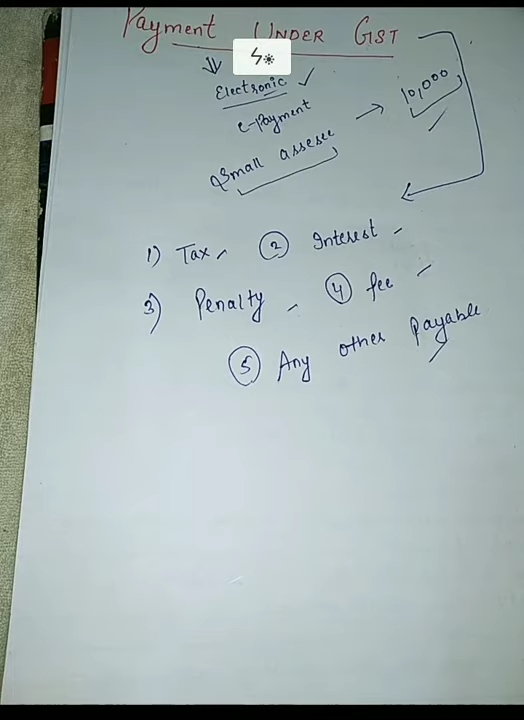 Payment UNDER GST
Electronic
e-Payment
Small assesee → 10,000
1) Tax ② Interest
3) Penalty ④ fee
⑤ Any other Payable